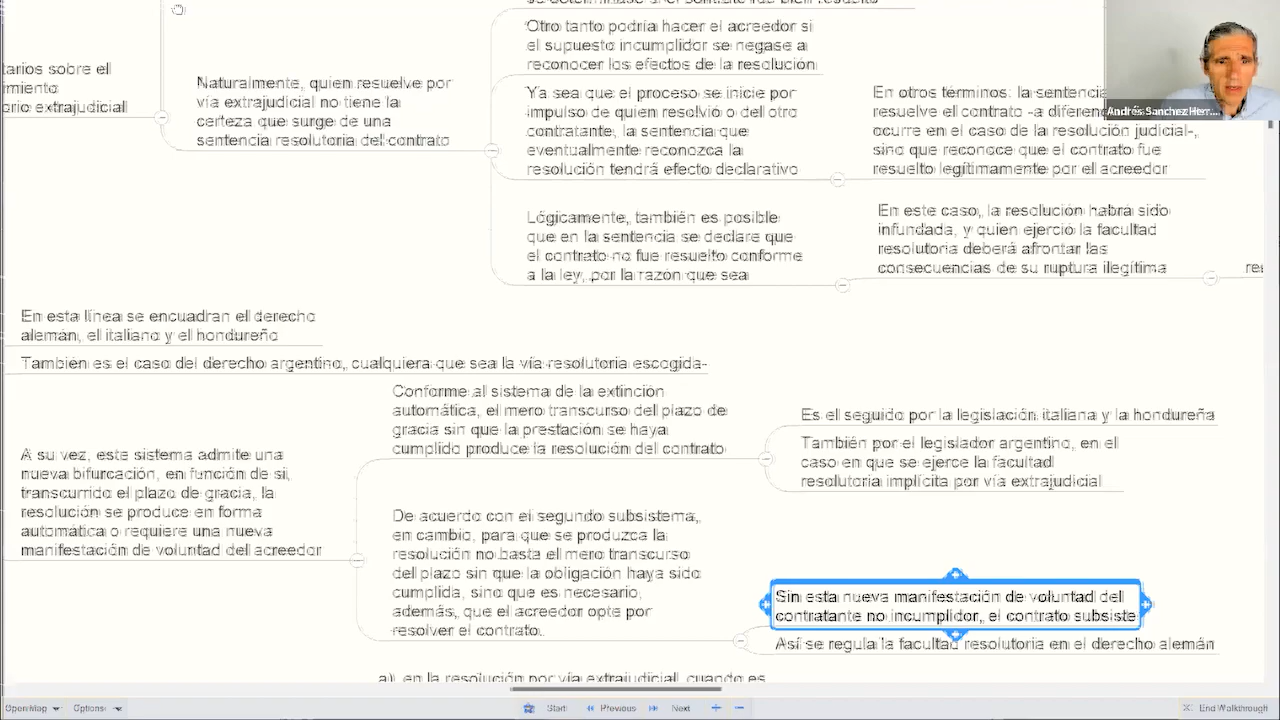 Otro tanto podría hacer el acreedor si
el supuesto incumplidor se negase a
reconocer los efectos de la resolución
tarios sobre el
miento
orio extrajudicial
Naturalmente, quien resuelve por
vía extrajudicial no tiene la
certeza que surge de una
sentencia resolutoria del contrato
Ya sea que el proceso se inicie por
impulso de quien resolvió o del otro
contratante, la sentencia que
eventualmente reconozca la
resolución tendrá efecto declarativo
En otros términos: la sentencia
resuelve el contrato -a diferen
ocurre en el caso de la resolución judicial-,
sino que reconoce que el contrato fue
resuelto legítimamente por el acreedor
Andrés Sanchez Herr...
Lógicamente, también es posible
que en la sentencia se declare que
el contrato no fue resuelto conforme
a la ley, por la razón que sea
En este caso, la resolución habrá sido
infundada, y quien ejerció la facultad
resolutoria deberá afrontar las
consecuencias de su ruptura ilegítima
res
En esta línea se encuadran el derecho
alemán, el italiano y el hondureño
También es el caso del derecho argentino, cualquiera que sea la vía resolutoria escogida-
A su vez, este sistema admite una
nueva bifurcación, en función de si,
transcurrido el plazo de gracia, la
resolución se produce en forma
automática o requiere una nueva
manifestación de voluntad del acreedor
Conforme al sistema de la extinción
automática, el mero transcurso del plazo de
gracia sin que la prestación se haya
cumplido produce la resolución del contrato
Es el seguido por la legislación italiana y la hondureña
También por el legislador argentino, en el
caso en que se ejerce la facultad
resolutoria implícita por vía extrajudicial
De acuerdo con el segundo subsistema,
en cambio, para que se produzca la
resolución no basta el mero transcurso
del plazo sin que la obligación haya sido
cumplida, sino que es necesario,
además, que el acreedor opte por
resolver el contrato.
Sin esta nueva manifestación de voluntad del
contratante no incumplidor, el contrato subsiste
Así se regula la facultad resolutoria en el derecho alemán
a) en la resolución por vía extrajudicial, cuando es
Open Map
Options
Start
Previous
Next
End Walkthrough